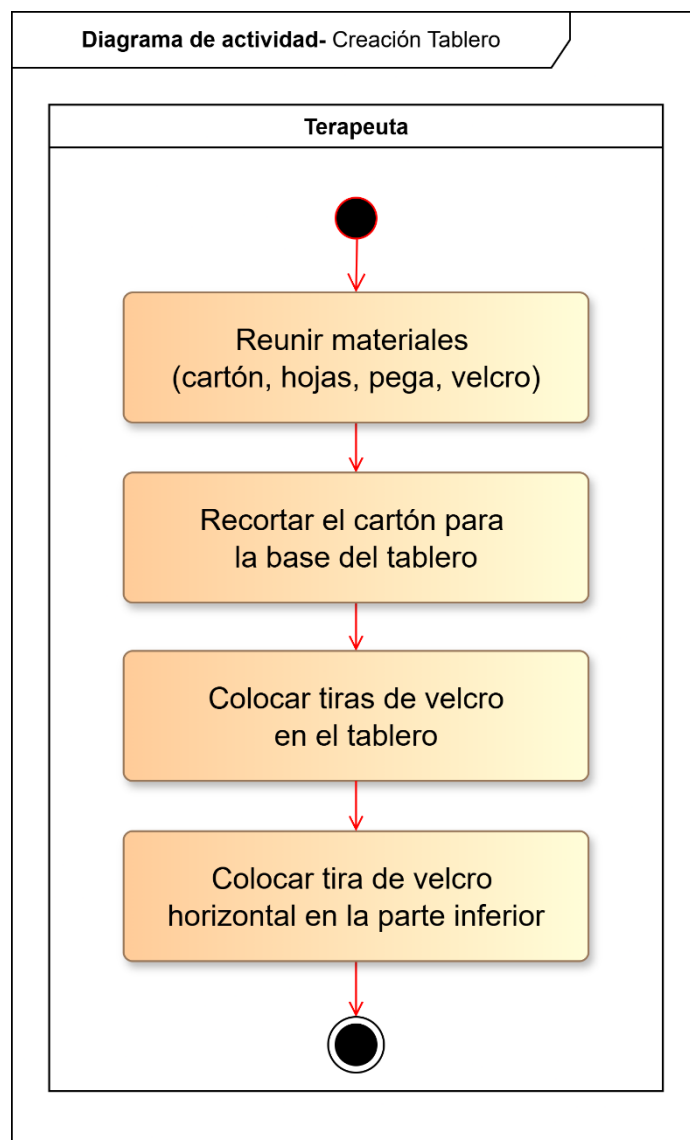 Diagrama de actividad- Creación Tablero
Terapeuta
Reunir materiales
(cartón, hojas, pega, velcro)
Recortar el cartón para
la base del tablero
Colocar tiras de velcro
en el tablero
Colocar tira de velcro
horizontal en la parte inferior